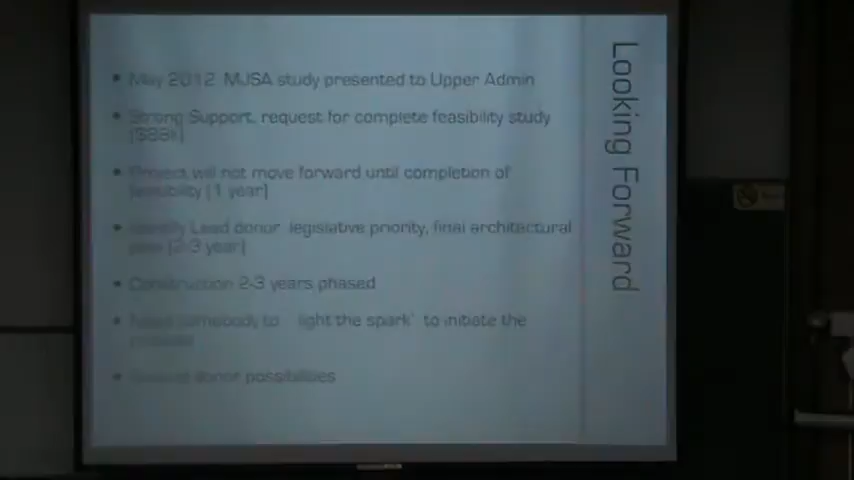 Looking Forward
May 2012 MJSA study presented to Upper Admin
Strong Support, request for complete feasibility study
Project will not move forward until completion of
feasibility (1 year)
Identify Lead donor legislative priority, final architectural
(2-3 year)
Construction 2-3 years phased
somebody to 'light the spark' to initiate the
donor possibilities